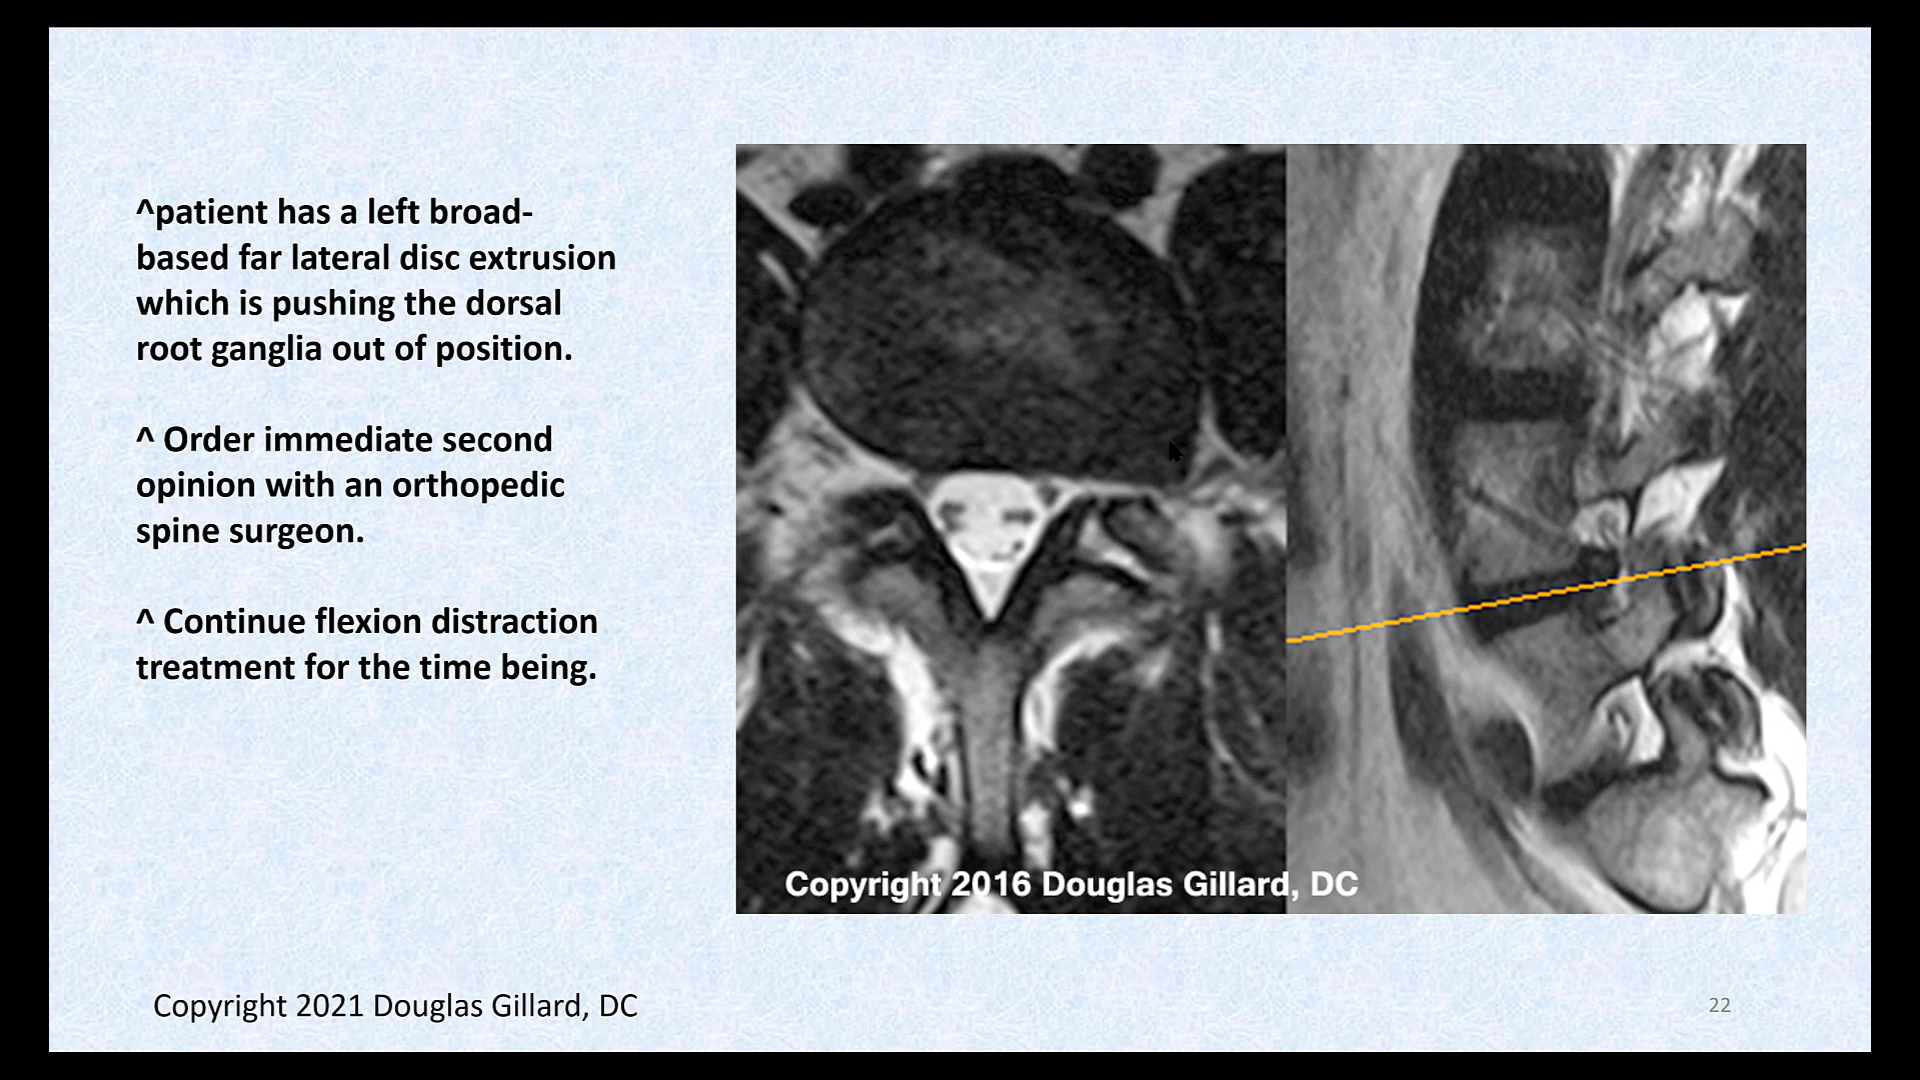 ^patient has a left broad-
based far lateral disc extrusion
which is pushing the dorsal
root ganglia out of position.
^ Order immediate second
opinion with an orthopedic
spine surgeon.
^ Continue flexion distraction
treatment for the time being.
Copyright 2016 Douglas Gillard, DC
Copyright 2021 Douglas Gillard, DC
22